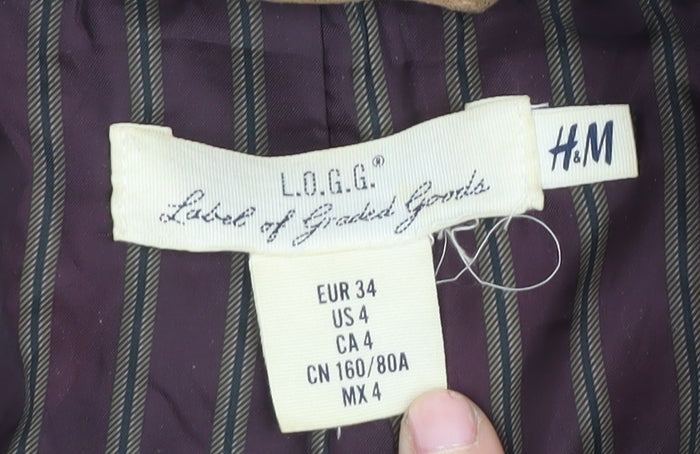 L.O.G.G.®
Label of Graded Goods
H&M
EUR 34
US 4
CA 4
CN 160/80A
MX 4